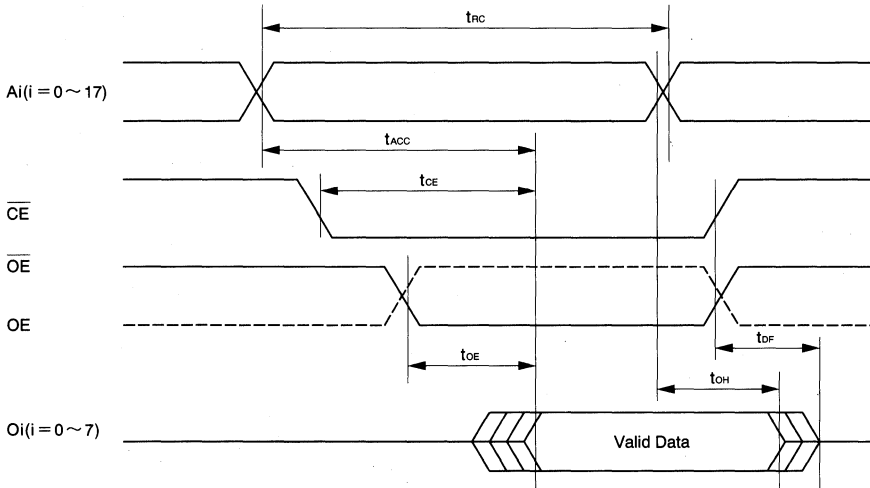 tRC
Ai(i = 0 ~ 17)
tACC
tCE
CE
OE
OE
tDF
tOE
tOH
Oi(i = 0 ~ 7)
Valid Data